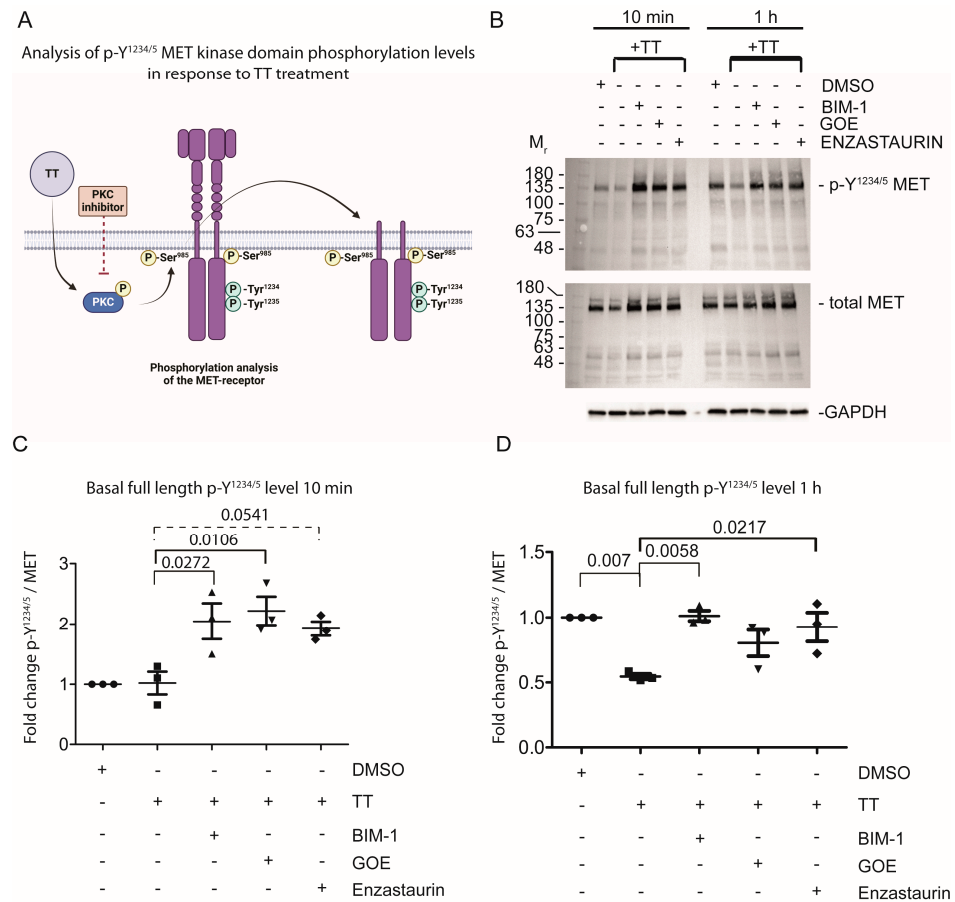 A
Analysis of p-Y1234/5 MET kinase domain phosphorylation levels
in response to TT treatment
TT
PKC
inhibitor
P
PKC
P -Ser985
P -Ser985
P -Tyr1234
P -Tyr1235
P -Ser985
P -Ser985
P -Tyr1234
P -Tyr1235
Phosphorylation analysis
of the MET-receptor
B
10 min 1 h
+TT +TT
+ - - - - + - - - - DMSO
- - + - - - - + - - BIM-1
- - - + - - - - + - GOE
- - - - + - - - - + ENZASTAURIN
Mr
180 -
135 - - p-Y1234/5 MET
100 -
75 -
63
48 -
180
135 - - total MET
100 -
75 -
63 -
48 -
-GAPDH
C
Basal full length p-Y1234/5 level 10 min
0.0541
0.0106
0.0272
Fold change p-Y1234/5 / MET
3
2
1
0
+ - - - - DMSO
- + + + + TT
- - + - - BIM-1
- - - + - GOE
- - - - + Enzastaurin
D
Basal full length p-Y1234/5 level 1 h
0.0217
0.007 0.0058
Fold change p-Y1234/5 / MET
1.5
1.0
0.5
0.0
+ - - - - DMSO
- + + + + TT
- - + - - BIM-1
- - - + - GOE
- - - - + Enzastaurin